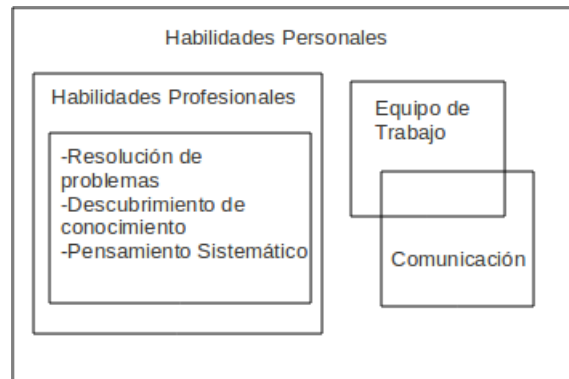 Habilidades Personales
Habilidades Profesionales
-Resolución de
problemas
-Descubrimiento de
conocimiento
-Pensamiento Sistemático
Equipo de
Trabajo
Comunicación